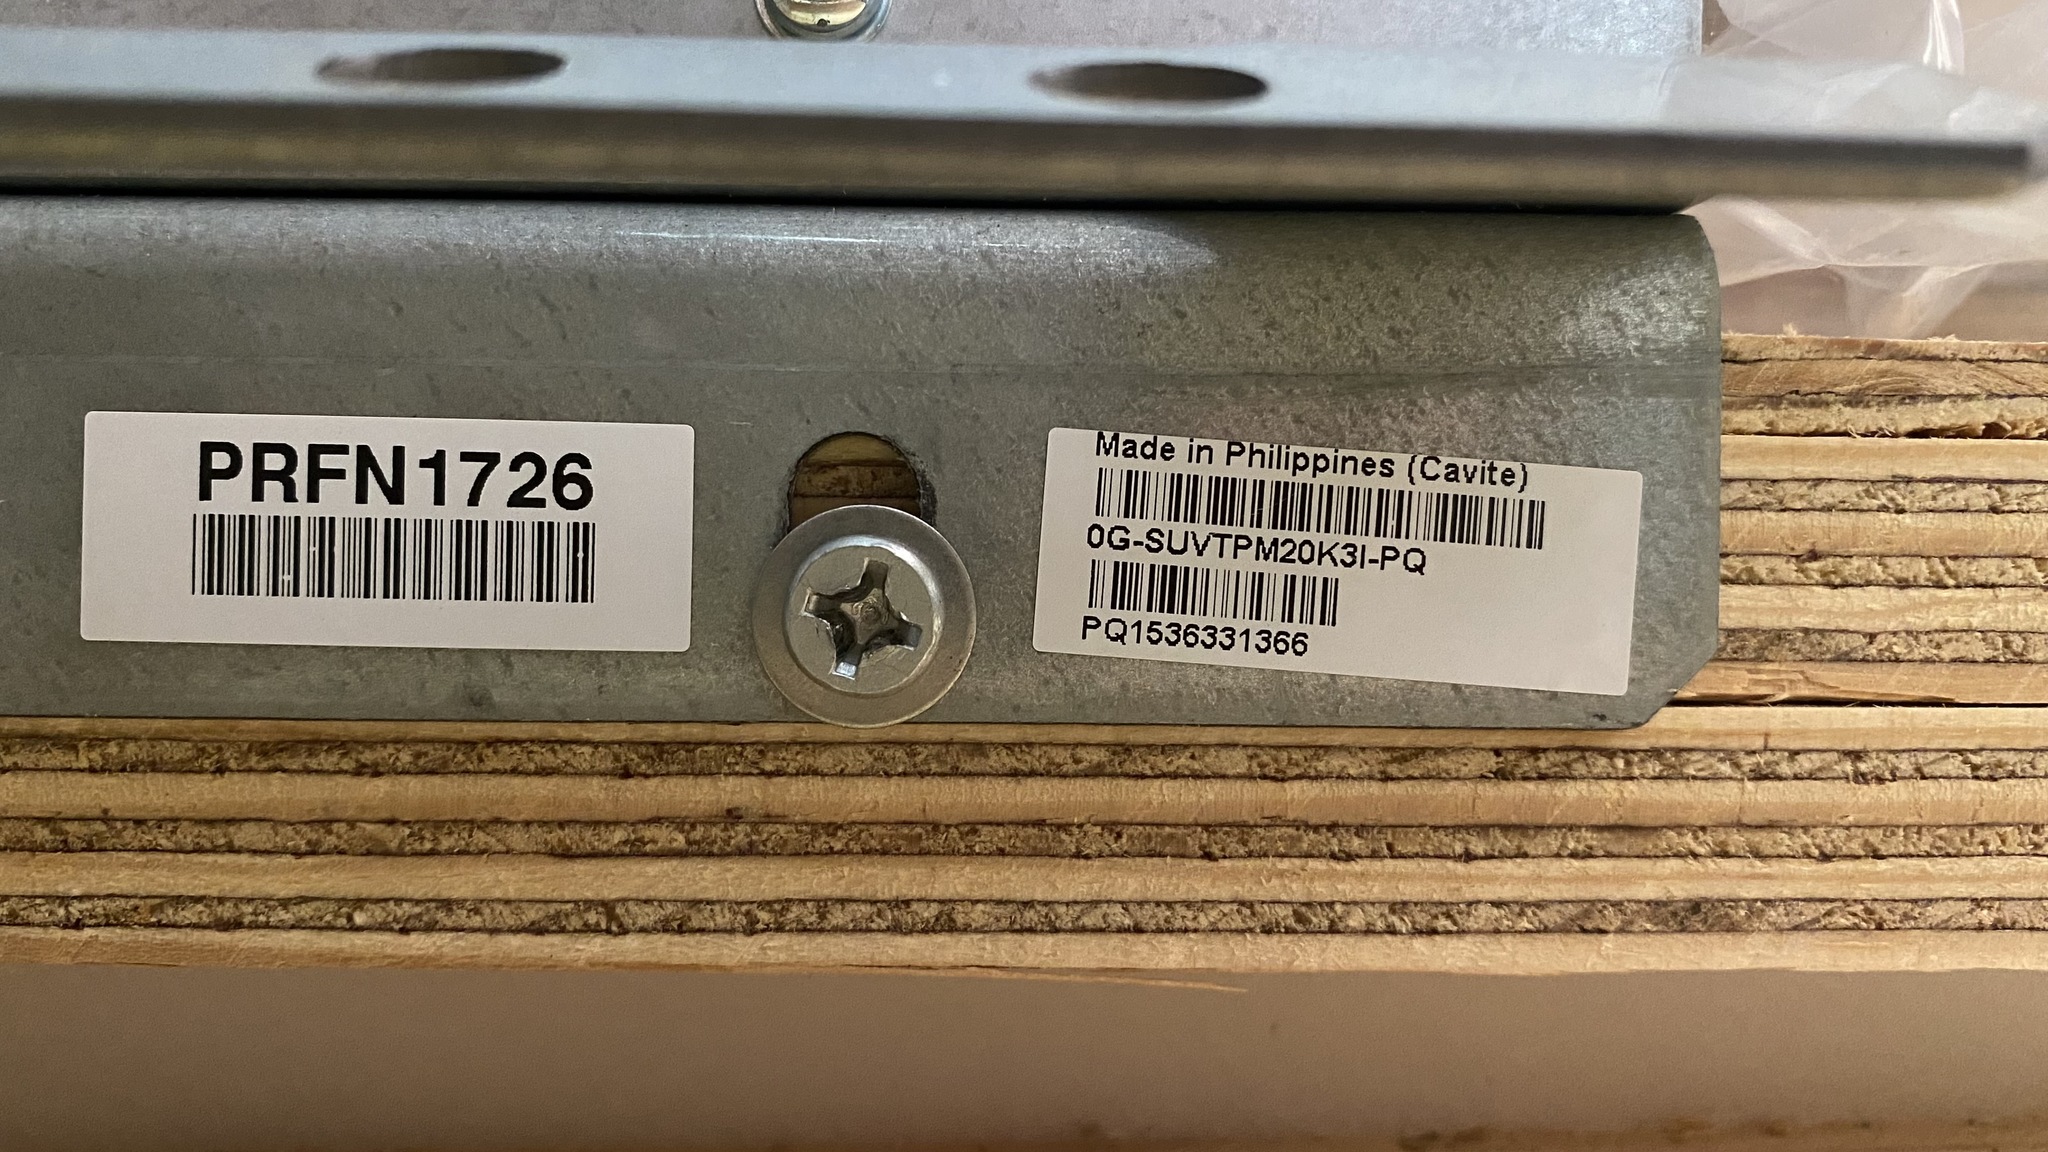 PRFN1726
Made in Philippines (Cavite)
0G-SUVTPM20K3I-PQ
PQ1536331366